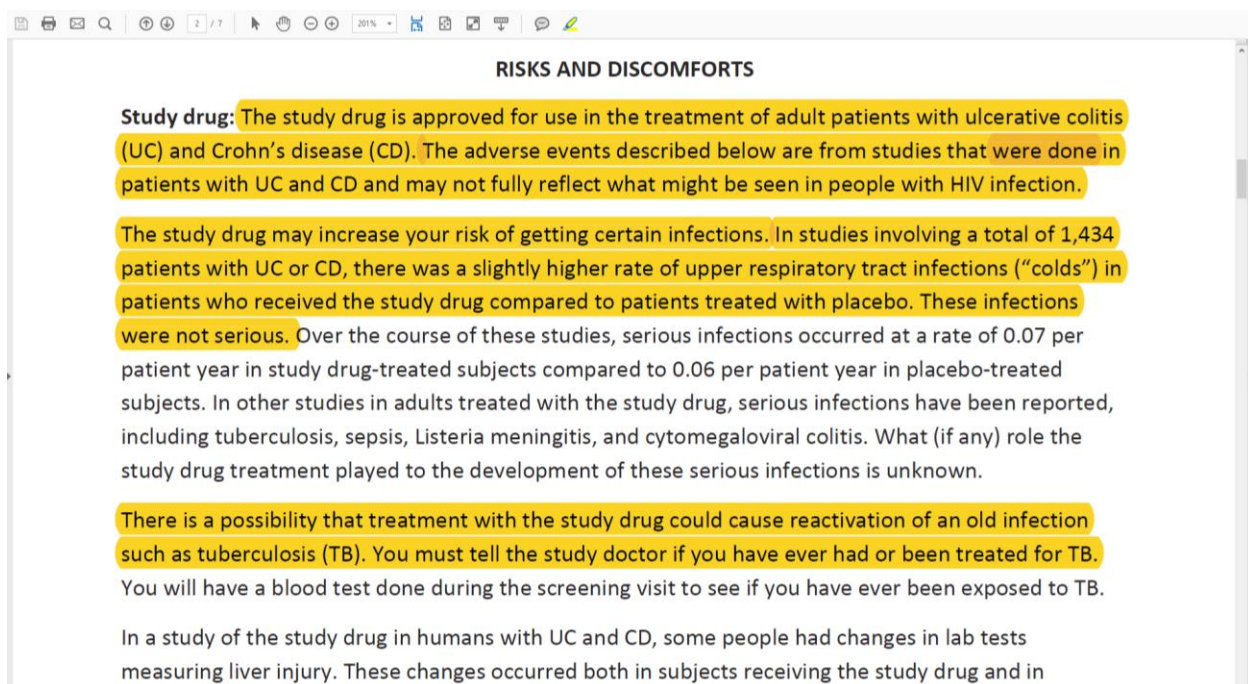 2 / 7
201%
RISKS AND DISCOMFORTS
Study drug: The study drug is approved for use in the treatment of adult patients with ulcerative colitis
(UC) and Crohn’s disease (CD). The adverse events described below are from studies that were done in
patients with UC and CD and may not fully reflect what might be seen in people with HIV infection.
The study drug may increase your risk of getting certain infections. In studies involving a total of 1,434
patients with UC or CD, there was a slightly higher rate of upper respiratory tract infections (“colds”) in
patients who received the study drug compared to patients treated with placebo. These infections
were not serious. Over the course of these studies, serious infections occurred at a rate of 0.07 per
patient year in study drug-treated subjects compared to 0.06 per patient year in placebo-treated
subjects. In other studies in adults treated with the study drug, serious infections have been reported,
including tuberculosis, sepsis, Listeria meningitis, and cytomegaloviral colitis. What (if any) role the
study drug treatment played to the development of these serious infections is unknown.
There is a possibility that treatment with the study drug could cause reactivation of an old infection
such as tuberculosis (TB). You must tell the study doctor if you have ever had or been treated for TB.
You will have a blood test done during the screening visit to see if you have ever been exposed to TB.
In a study of the study drug in humans with UC and CD, some people had changes in lab tests
measuring liver injury. These changes occurred both in subjects receiving the study drug and in